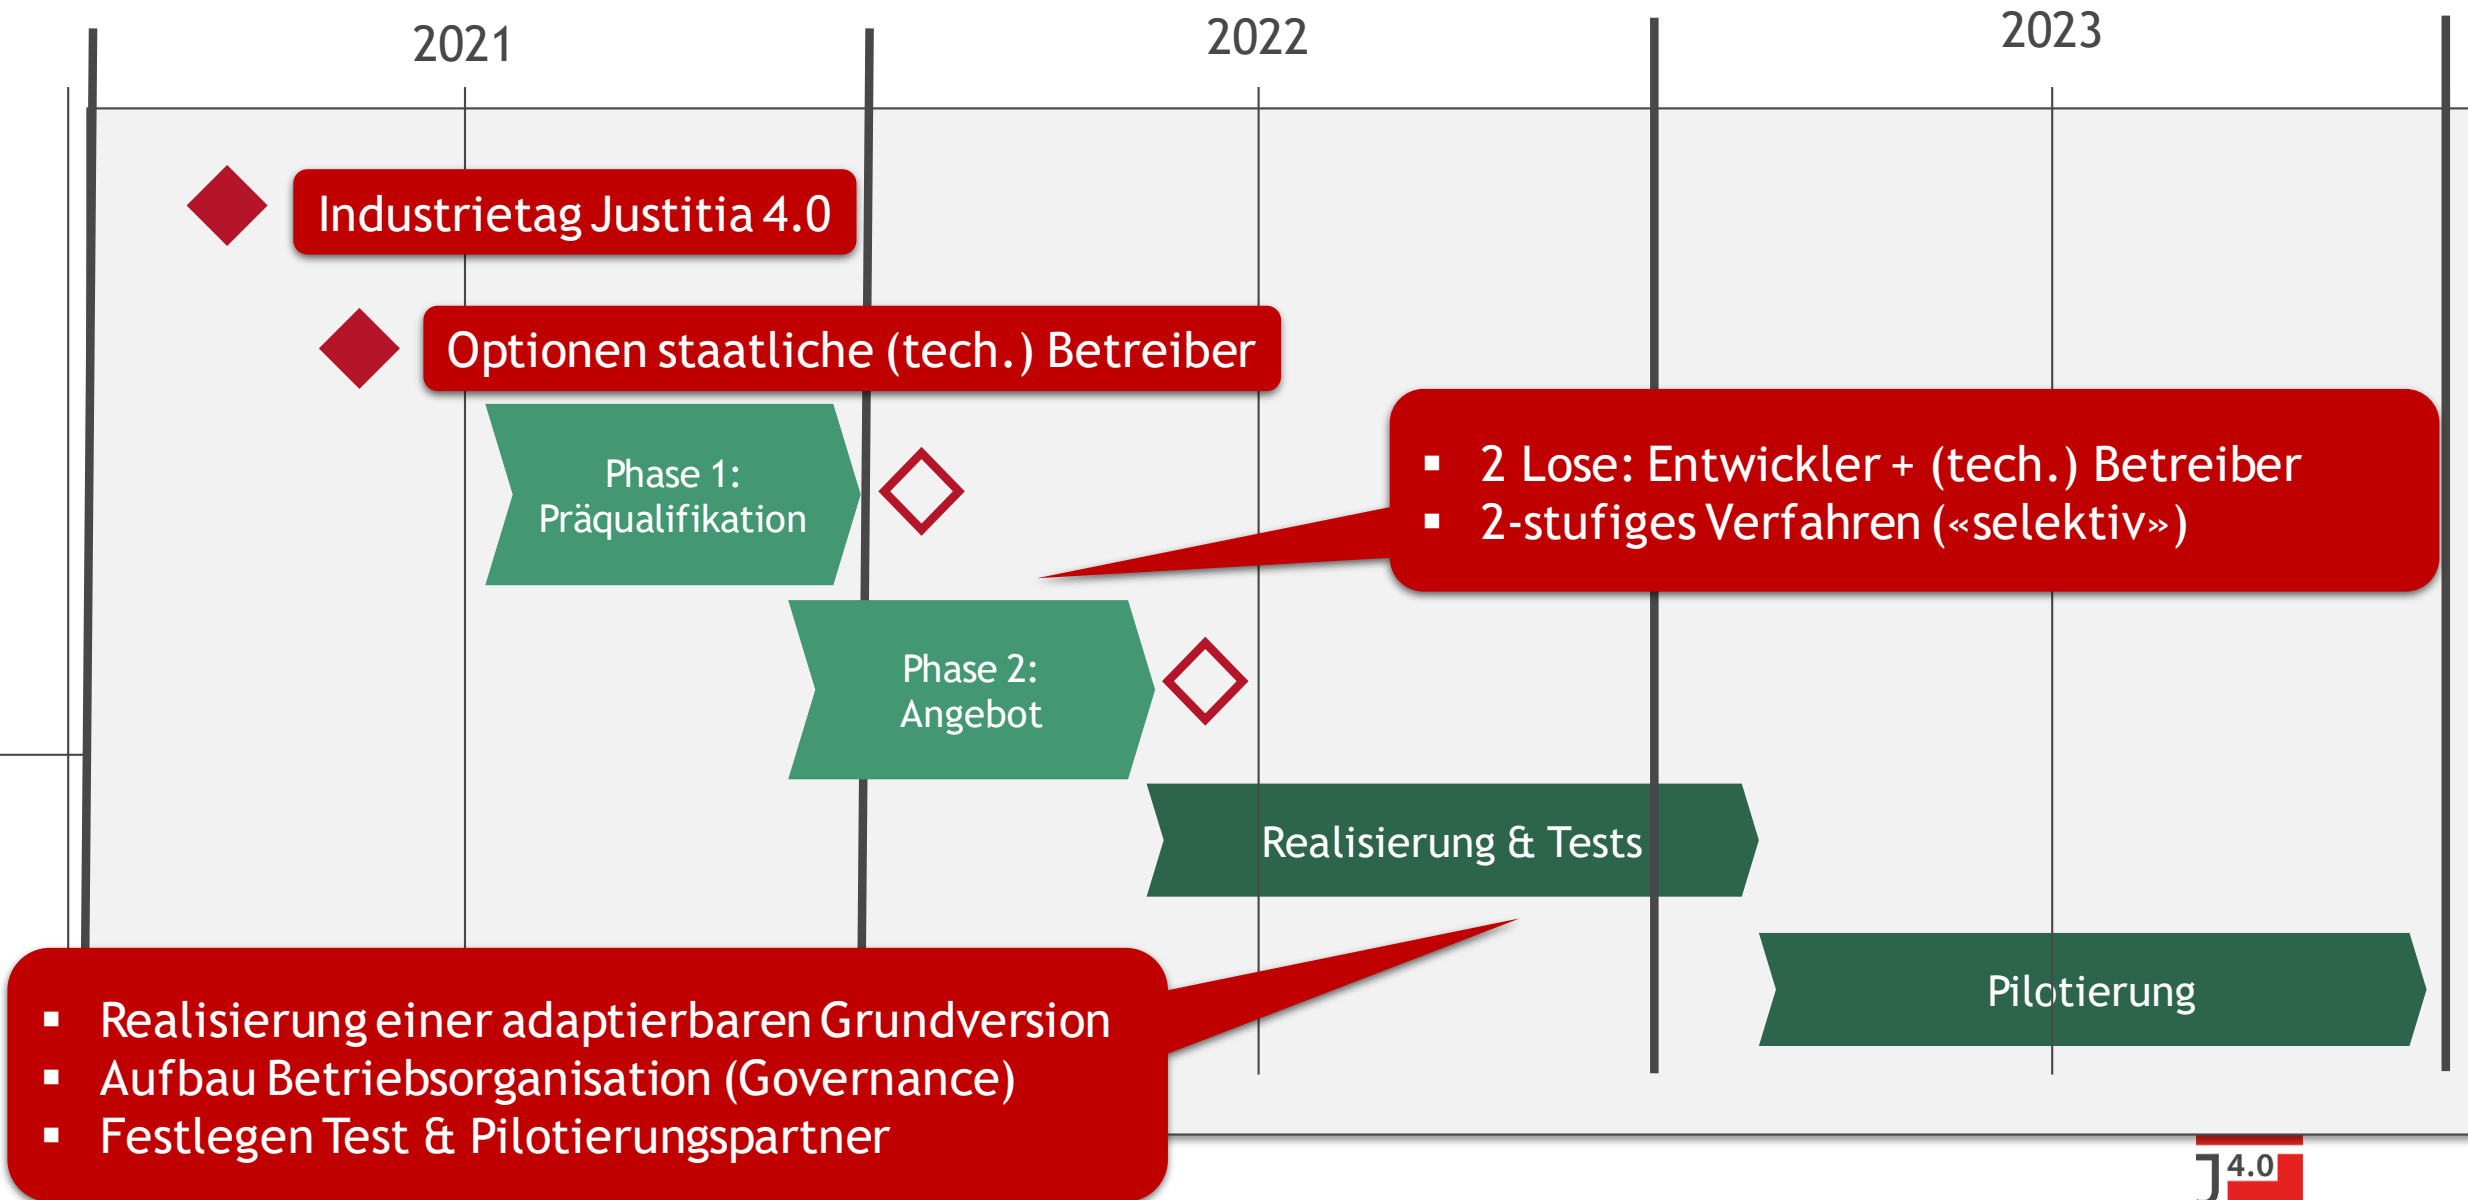 2021
2022
2023
Industrietag Justitia 4.0
Optionen staatliche (tech.) Betreiber
Phase 1:
Präqualifikation
▪ 2 Lose: Entwickler + (tech.) Betreiber
▪ 2-stufiges Verfahren («selektiv»)
Phase 2:
Angebot
Realisierung & Tests
Pilotierung
▪ Realisierung einer adaptierbaren Grundversion
▪ Aufbau Betriebsorganisation (Governance)
▪ Festlegen Test & Pilotierungspartner
J 4.0